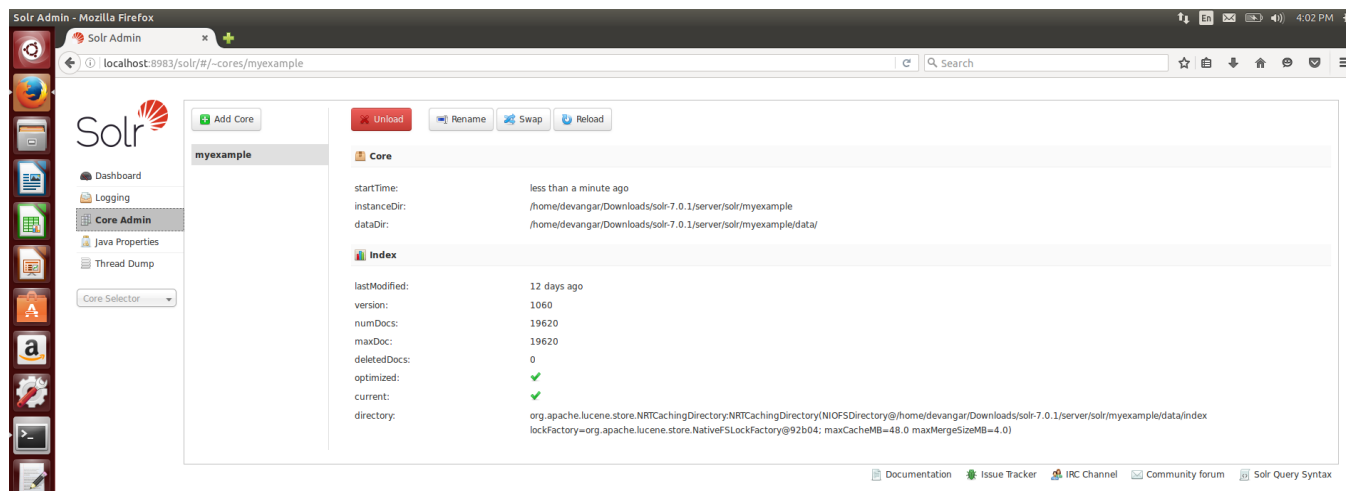 Solr Admin - Mozilla Firefox
En
4:02 PM
Solr Admin
localhost:8983/solr/#/~cores/myexample
Search
Solr
Dashboard
Logging
Core Admin
Java Properties
Thread Dump
Core Selector
Add Core
myexample
Unload Rename Swap Reload
Core
startTime: less than a minute ago
instanceDir: /home/devangar/Downloads/solr-7.0.1/server/solr/myexample
dataDir: /home/devangar/Downloads/solr-7.0.1/server/solr/myexample/data/
Index
lastModified: 12 days ago
version: 1060
numDocs: 19620
maxDoc: 19620
deletedDocs: 0
optimized:
current:
directory: org.apache.lucene.store.NRTCachingDirectory:NRTCachingDirectory(NIOFSDirectory@/home/devangar/Downloads/solr-7.0.1/server/solr/myexample/data/index
lockFactory=org.apache.lucene.store.NativeFSLockFactory@92b04; maxCacheMB=48.0 maxMergeSizeMB=4.0)
Documentation Issue Tracker IRC Channel Community forum Solr Query Syntax